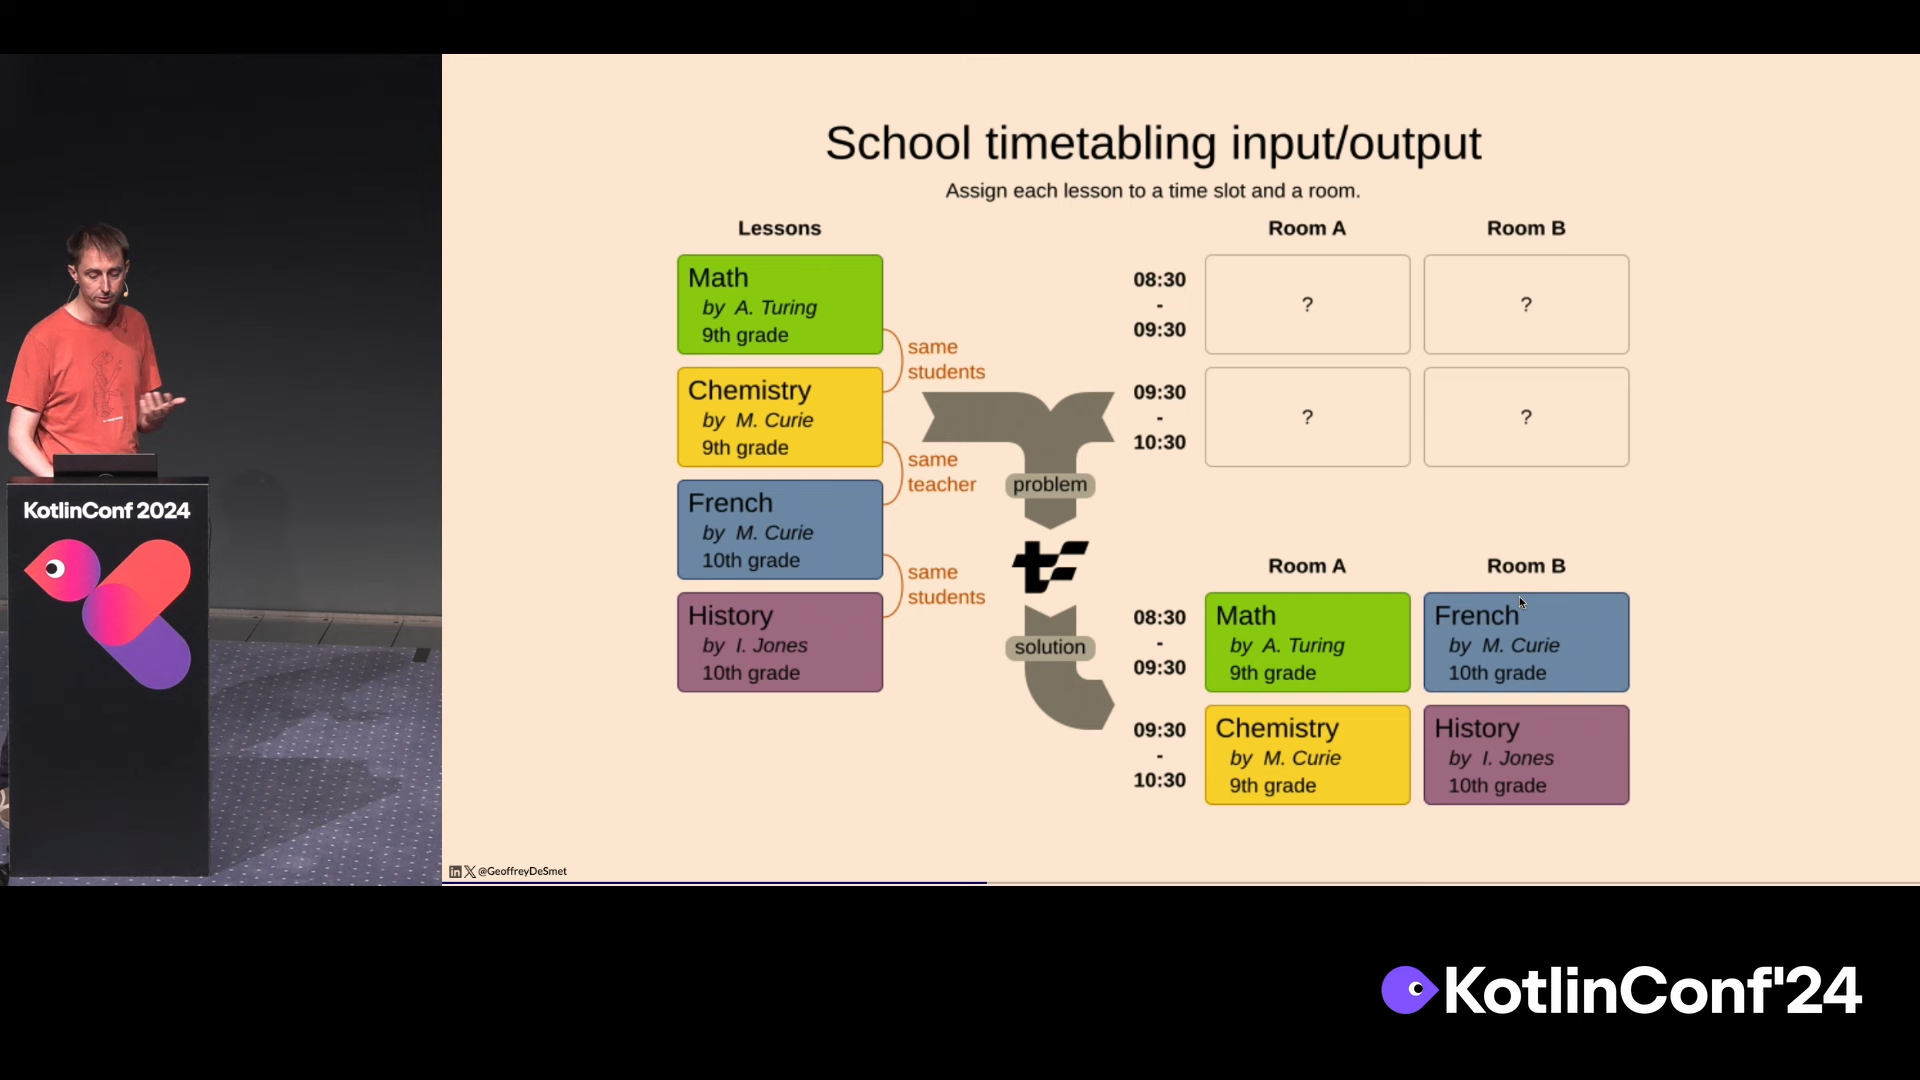 School timetabling input/output
Assign each lesson to a time slot and a room.
Lessons
Math
by A. Turing
9th grade
same
students
Chemistry
by M. Curie
9th grade
same
teacher
French
by M. Curie
10th grade
same
students
History
by I. Jones
10th grade
problem
solution
Room A Room B
08:30
-
09:30
? ?
09:30
-
10:30
? ?
Room A Room B
08:30
-
09:30
Math
by A. Turing
9th grade
French
by M. Curie
10th grade
09:30
-
10:30
Chemistry
by M. Curie
9th grade
History
by I. Jones
10th grade
@GeoffreyDeSmet
KotlinConf 2024
KotlinConf'24